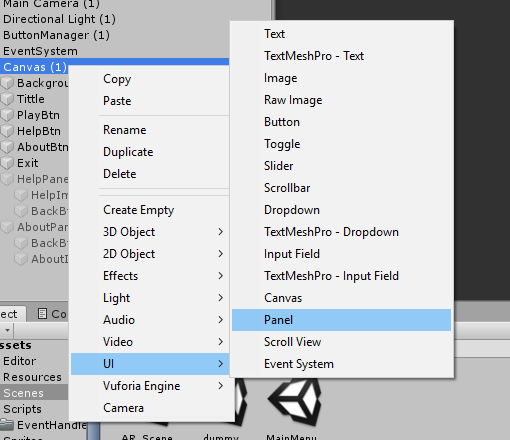 Main Camera (1)
Directional Light (1)
ButtonManager (1)
EventSystem
Canvas (1)
Backgrou
Tittle
PlayBtn
HelpBtn
AboutBtn
Exit
HelpPane
HelpIm
BackBt
AboutPan
BackBt
AboutI
Copy
Paste
Rename
Duplicate
Delete
Create Empty
3D Object
2D Object
Effects
Light
Audio
Video
UI
Vuforia Engine
Camera
Text
TextMeshPro - Text
Image
Raw Image
Button
Toggle
Slider
Scrollbar
Dropdown
TextMeshPro - Dropdown
Input Field
TextMeshPro - Input Field
Canvas
Panel
Scroll View
Event System
ect
Co
ssets
Editor
Resources
Scenes
Scripts
EventHandle
AR_Scene
dummy
MainMenu